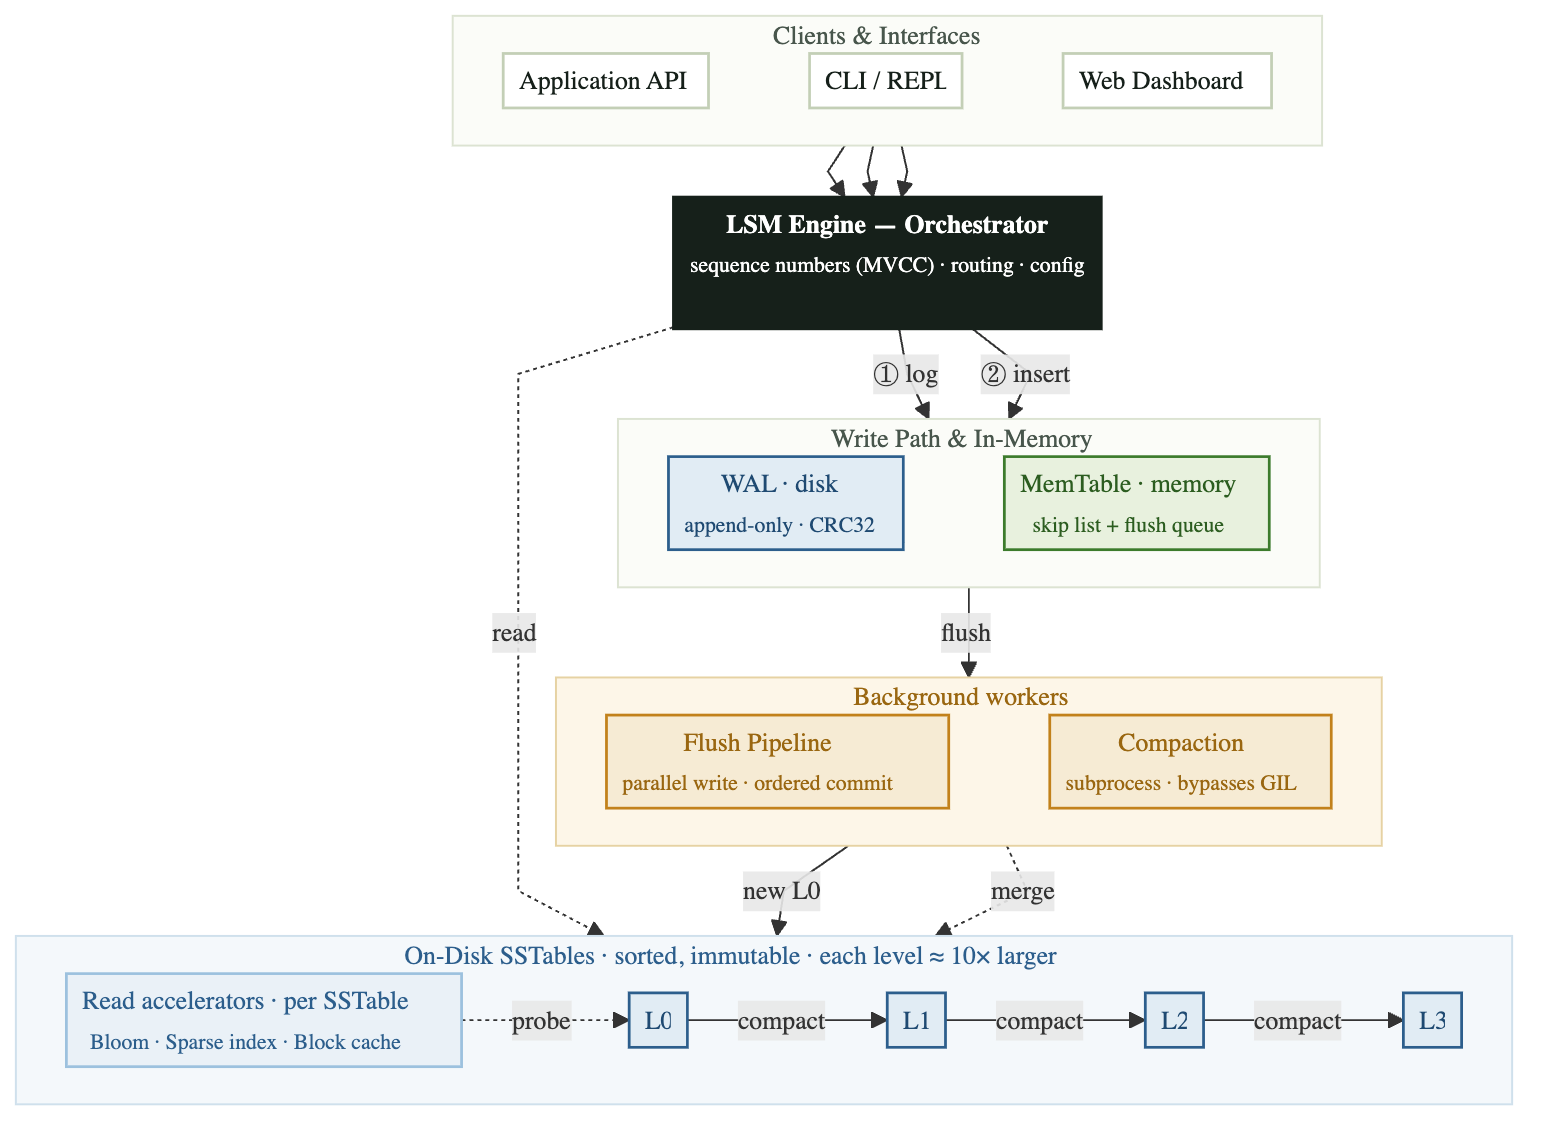 Clients & Interfaces
Application API
CLI / REPL
Web Dashboard
LSM Engine — Orchestrator
sequence numbers (MVCC) · routing · config
① log
② insert
Write Path & In-Memory
WAL · disk
append-only · CRC32
MemTable · memory
skip list + flush queue
read
flush
Background workers
Flush Pipeline
parallel write · ordered commit
Compaction
subprocess · bypasses GIL
new L0
merge
On-Disk SSTables · sorted, immutable · each level ≈ 10× larger
Read accelerators · per SSTable
Bloom · Sparse index · Block cache
probe
L0
compact
L1
compact
L2
compact
L3